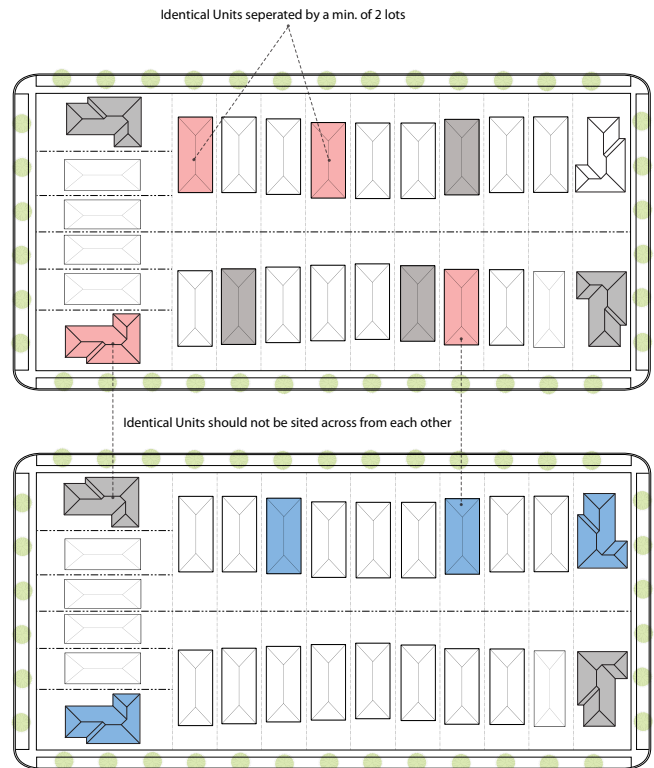 Identical Units seperated by a min. of 2 lots
Identical Units should not be sited across from each other